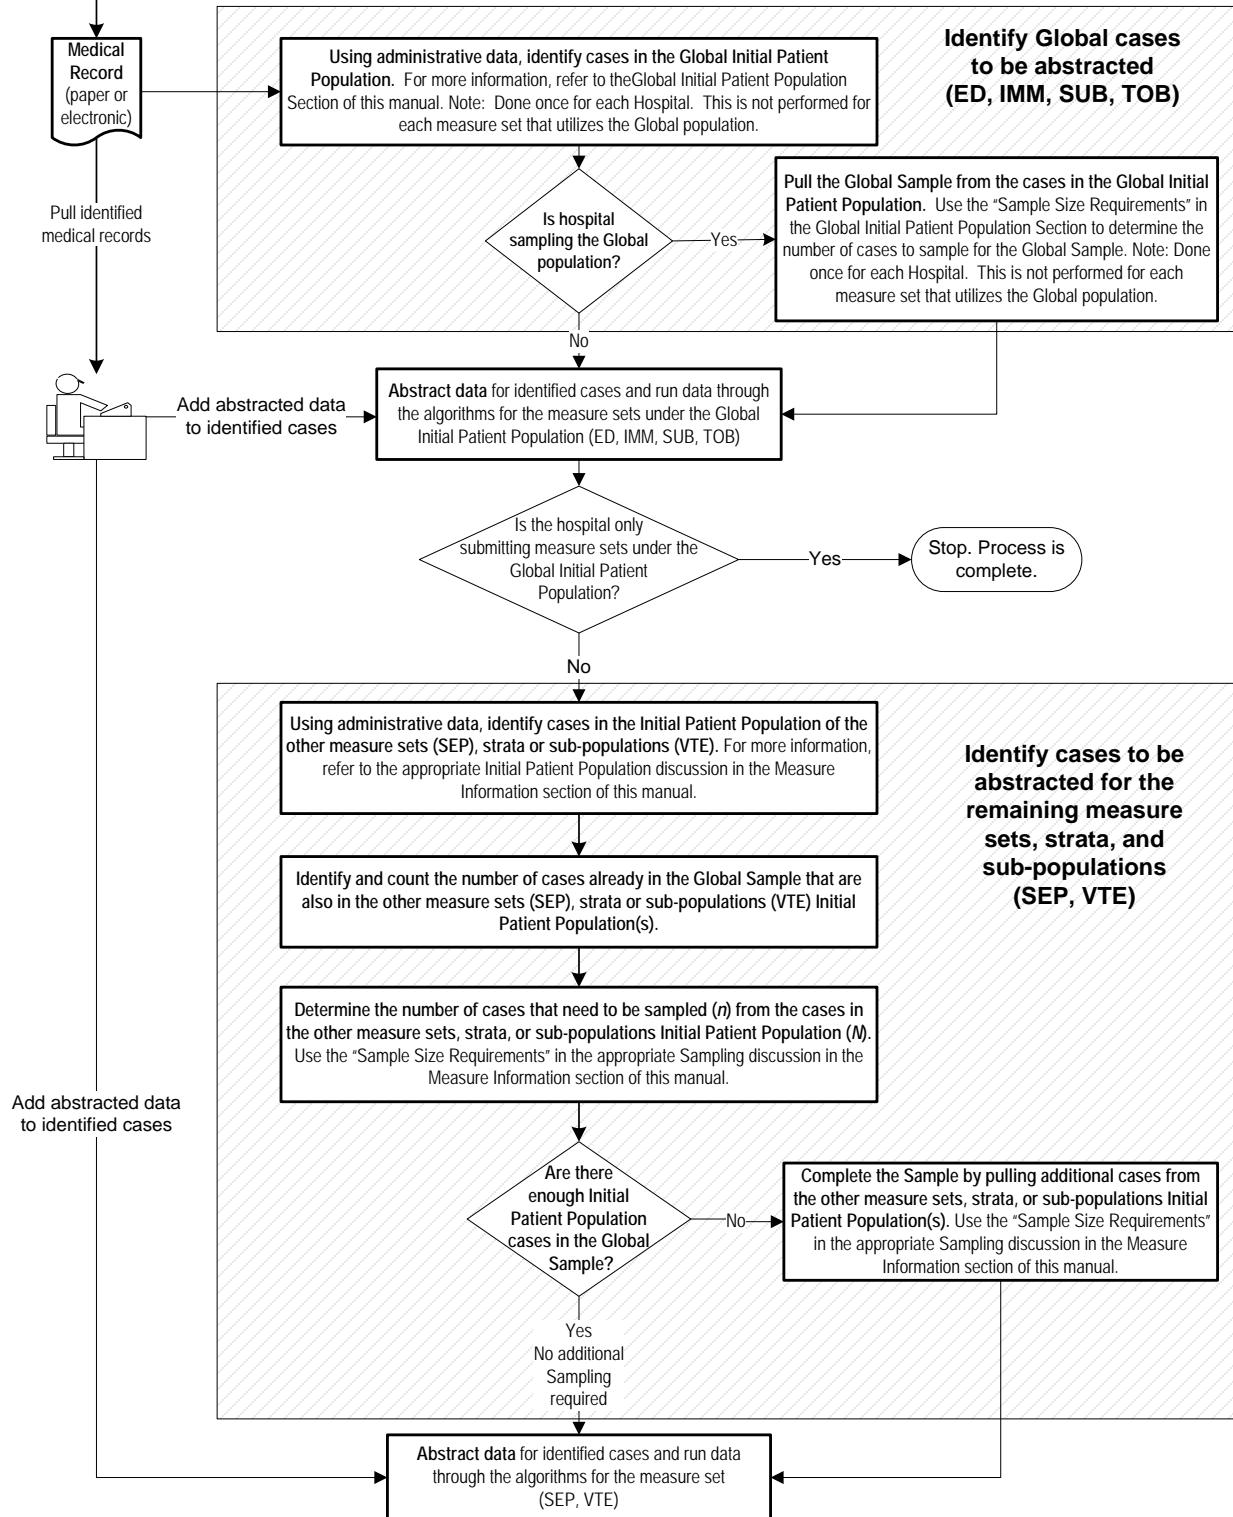 Medical
Record
(paper or
electronic)
Using administrative data, identify cases in the Global Initial Patient
Population. For more information, refer to theGlobal Initial Patient Population
Section of this manual. Note: Done once for each Hospital. This is not performed for
each measure set that utilizes the Global population.
Identify Global cases
to be abstracted
(ED, IMM, SUB, TOB)
Pull identified
medical records
Is hospital
sampling the Global
population?
Yes
Pull the Global Sample from the cases in the Global Initial
Patient Population. Use the “Sample Size Requirements” in
the Global Initial Patient Population Section to determine the
number of cases to sample for the Global Sample. Note: Done
once for each Hospital. This is not performed for each
measure set that utilizes the Global population.
No
Add abstracted data
to identified cases
Abstract data for identified cases and run data through
the algorithms for the measure sets under the Global
Initial Patient Population (ED, IMM, SUB, TOB)
Is the hospital only
submitting measure sets under the
Global Initial Patient
Population?
Yes
Stop. Process is
complete.
No
Using administrative data, identify cases in the Initial Patient Population of the
other measure sets (SEP), strata or sub-populations (VTE). For more information,
refer to the appropriate Initial Patient Population discussion in the Measure
Information section of this manual.
Identify cases to be
abstracted for the
remaining measure
sets, strata, and
sub-populations
(SEP, VTE)
Identify and count the number of cases already in the Global Sample that are
also in the other measure sets (SEP), strata or sub-populations (VTE) Initial
Patient Population(s).
Determine the number of cases that need to be sampled (n) from the cases in
the other measure sets, strata, or sub-populations Initial Patient Population (N).
Use the “Sample Size Requirements” in the appropriate Sampling discussion in the
Measure Information section of this manual.
Add abstracted data
to identified cases
Are there
enough Initial
Patient Population
cases in the Global
Sample?
No
Complete the Sample by pulling additional cases from
the other measure sets, strata, or sub-populations Initial
Patient Population(s). Use the “Sample Size Requirements”
in the appropriate Sampling discussion in the Measure
Information section of this manual.
Yes
No additional
Sampling
required
Abstract data for identified cases and run data
through the algorithms for the measure set
(SEP, VTE)